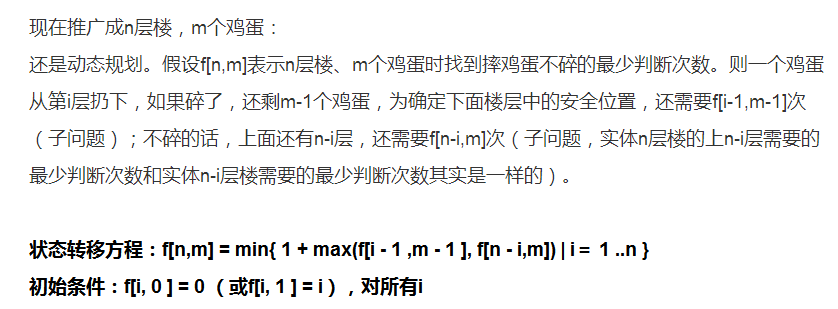 现在推广成n层楼，m个鸡蛋：
还是动态规划。假设f[n,m]表示n层楼、m个鸡蛋时找到摔鸡蛋不碎的最少判断次数。则一个鸡蛋
从第i层扔下，如果碎了，还剩m-1个鸡蛋，为确定下面楼层中的安全位置，还需要f[i-1,m-1]次
（子问题）；不碎的话，上面还有n-i层，还需要f[n-i,m]次（子问题，实体n层楼的上n-i层需要的
最少判断次数和实体n-i层楼需要的最少判断次数其实是一样的）。
状态转移方程：f[n,m] = min{ 1 + max(f[i - 1 ,m - 1 ], f[n - i,m]) | i = 1 ..n }
初始条件：f[i, 0 ] = 0 （或f[i, 1 ] = i），对所有i